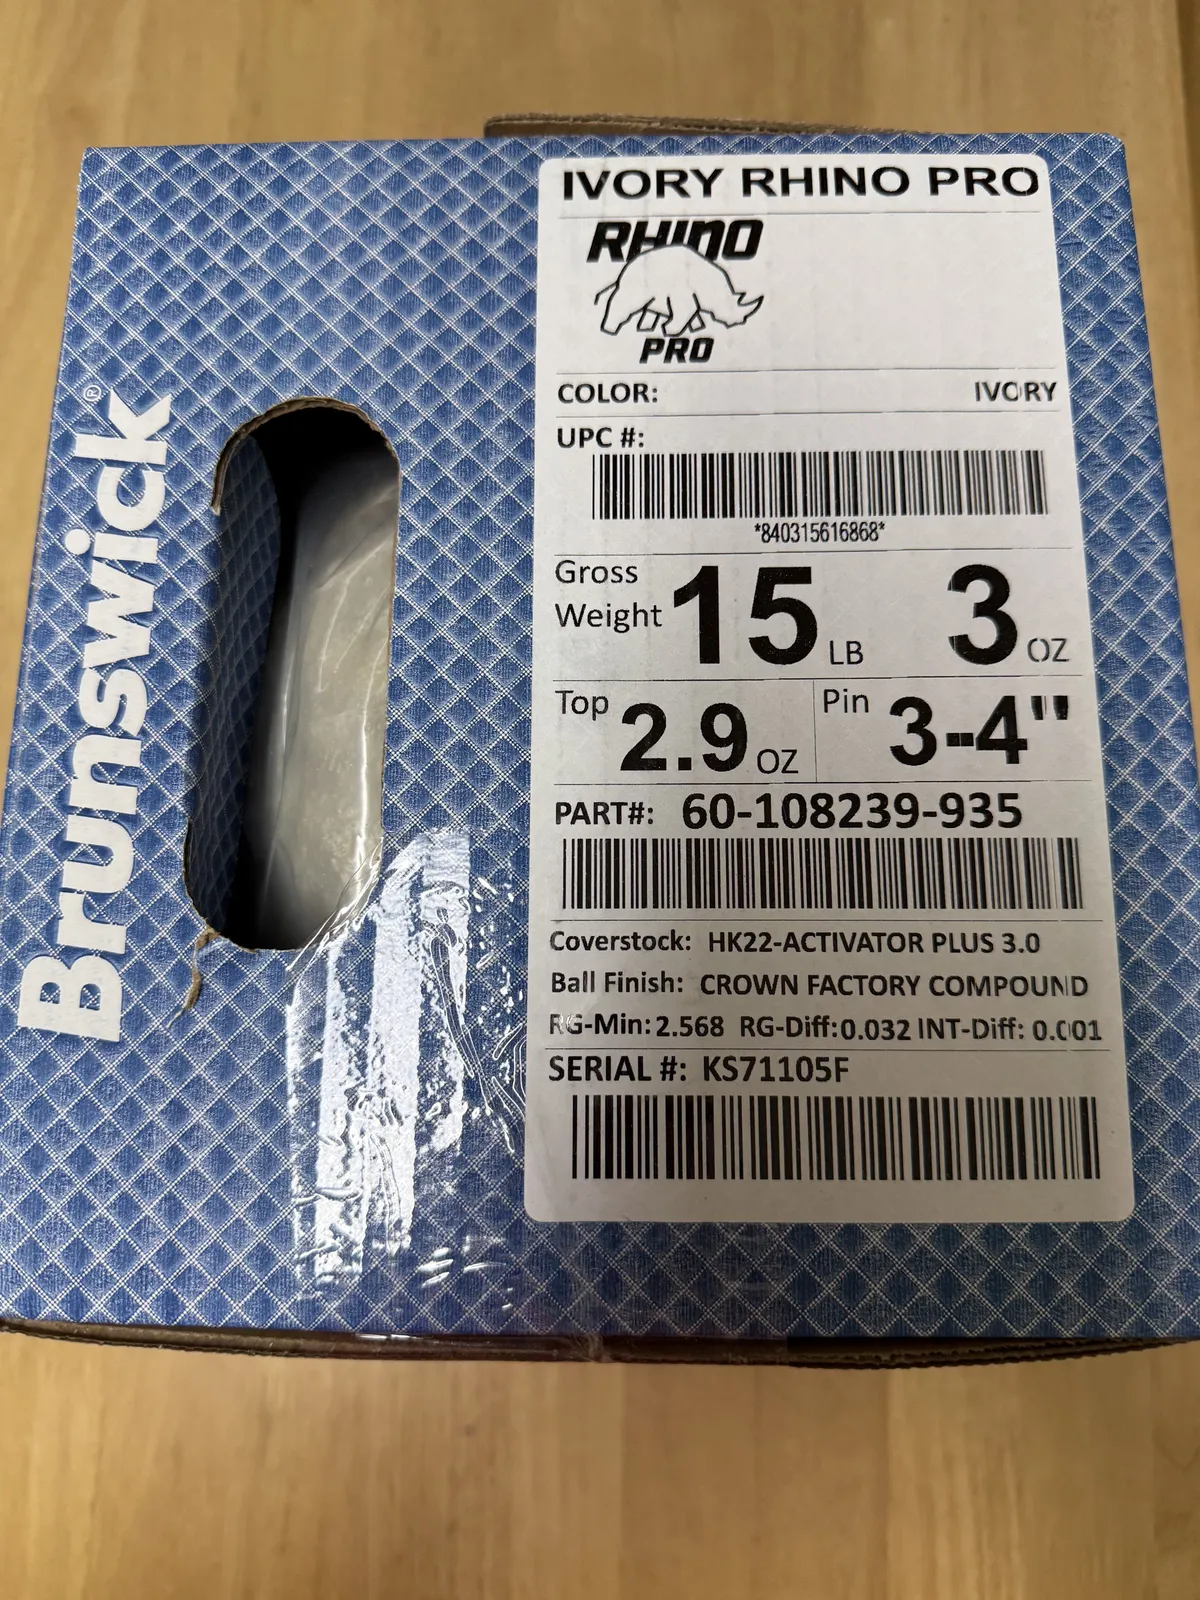 Brunswick®
IVORY RHINO PRO
RHINO
PRO
COLOR: IVORY
UPC #:
*840315616868*
Gross Weight 15 LB 3 OZ
Top 2.9 OZ Pin 3-4"
PART#: 60-108239-935
Coverstock: HK22-ACTIVATOR PLUS 3.0
Ball Finish: CROWN FACTORY COMPOUND
RG-Min: 2.568 RG-Diff: 0.032 INT-Diff: 0.001
SERIAL #: KS71105F